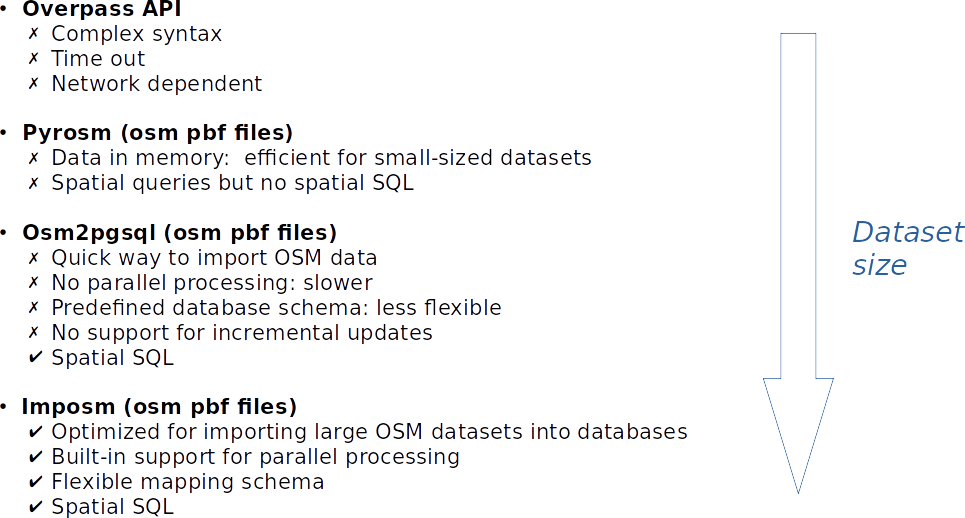 • Overpass API
✗ Complex syntax
✗ Time out
✗ Network dependent
• Pyrosm (osm pbf files)
✗ Data in memory:  efficient for small-sized datasets
✗ Spatial queries but no spatial SQL
• Osm2pgsql (osm pbf files)
✗ Quick way to import OSM data
✗ No parallel processing: slower
✗ Predefined database schema: less flexible
✗ No support for incremental updates
✔ Spatial SQL
• Imposm (osm pbf files)
✔ Optimized for importing large OSM datasets into databases
✔ Built-in support for parallel processing
✔ Flexible mapping schema
✔ Spatial SQL
Dataset
size